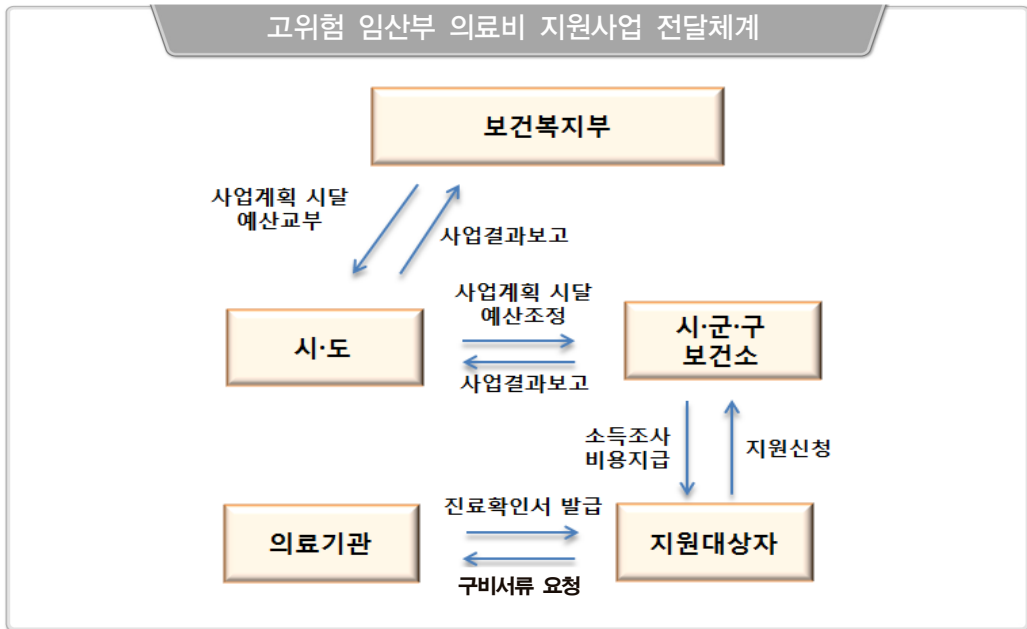 고위험 임산부 의료비 지원사업 전달체계
보건복지부
사업계획 시달
예산교부
사업결과보고
사업계획 시달
예산조정
시·도
시·군·구
보건소
사업결과보고
소득조사
비용지급
지원신청
진료확인서 발급
의료기관
지원대상자
구비서류 요청